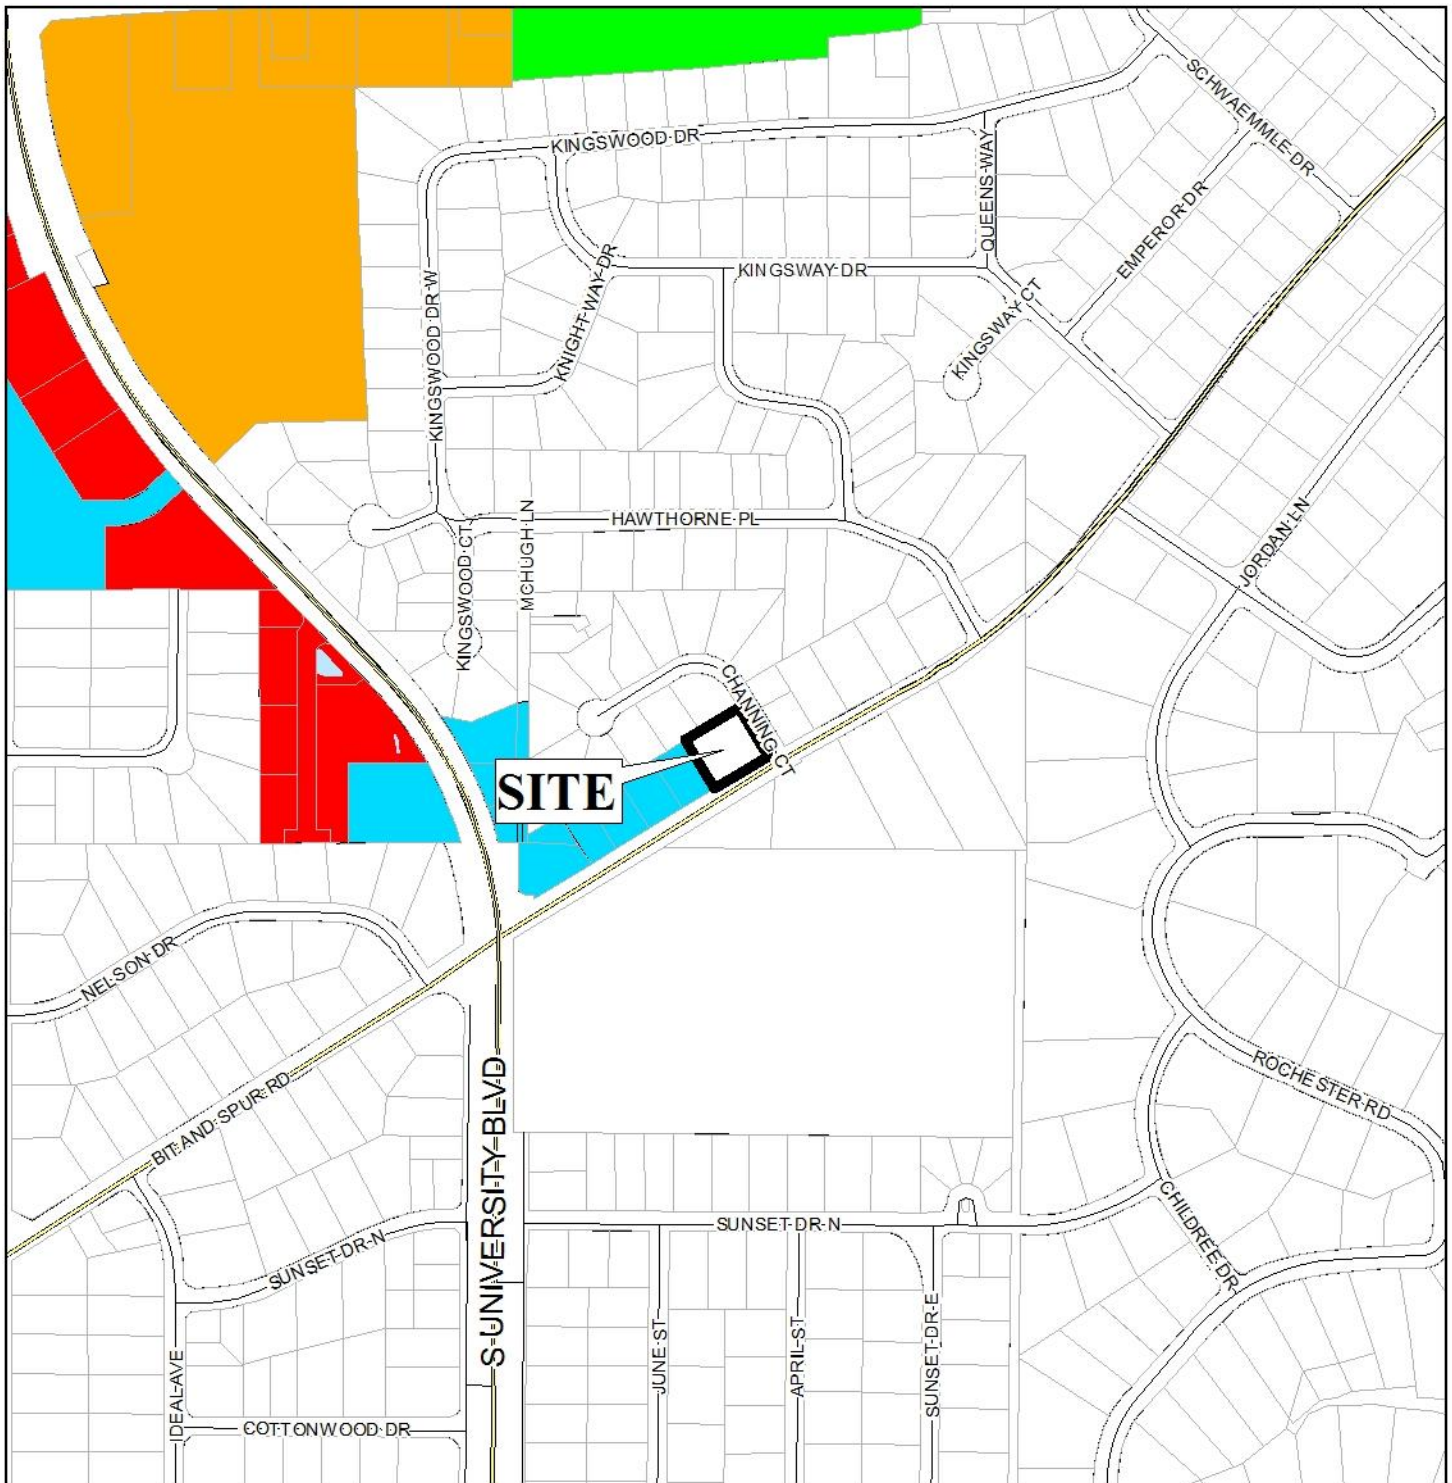 SCHWAEMMLE DR
KINGSWOOD DR
QUEENS WAY
EMPEROR DR
KINGSWAY DR
KNIGHT WAY DR
KINGSWOOD DR W
KINGSWAY CT
HAWTHORNE PL
MCHUGH LN
KINGSWOOD CT
JORDAN LN
CHANNING CT
SITE
NELSON DR
BIT AND SPUR RD
S UNIVERSITY BLVD
ROCHESTER RD
CHILDREE DR
SUNSET DR N
SUNSET DR N
JUNE ST
APRIL ST
SUNSET DR E
IDEAL AVE
COTTONWOOD DR